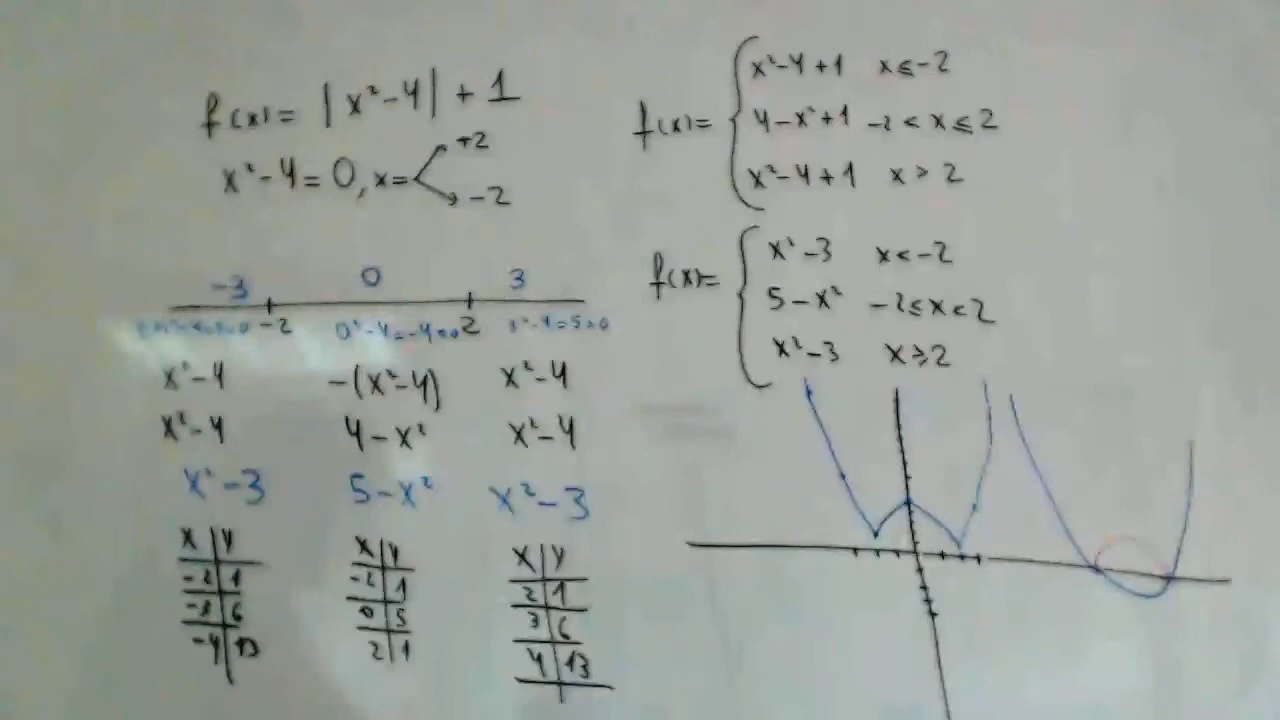 f(x) = |x²-4| + 1
x²-4=0, x= +2
-2
-3 0 3
-2 0²-4=-4<0 2 3²-4=5>0
x²-4 -(x²-4) x²-4
x²-4 4-x² x²-4
x²-3 5-x² x²-3
x y
-2 1
-3 6
-4 13
x y
-2 1
0 5
2 1
x y
2 1
3 6
4 13
f(x)=
x²-4+1 x≤-2
4-x²+1 -2<x≤2
x²-4+1 x>2
f(x)=
x²-3 x<-2
5-x² -2≤x<2
x²-3 x≥2